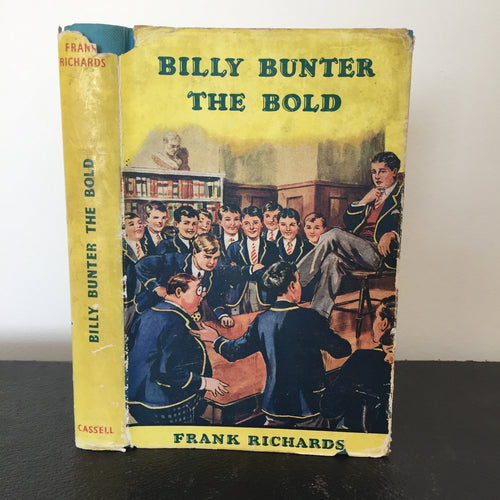 FRANK
RICHARDS
BILLY BUNTER THE BOLD
CASSELL
BILLY BUNTER
THE BOLD
FRANK RICHARDS